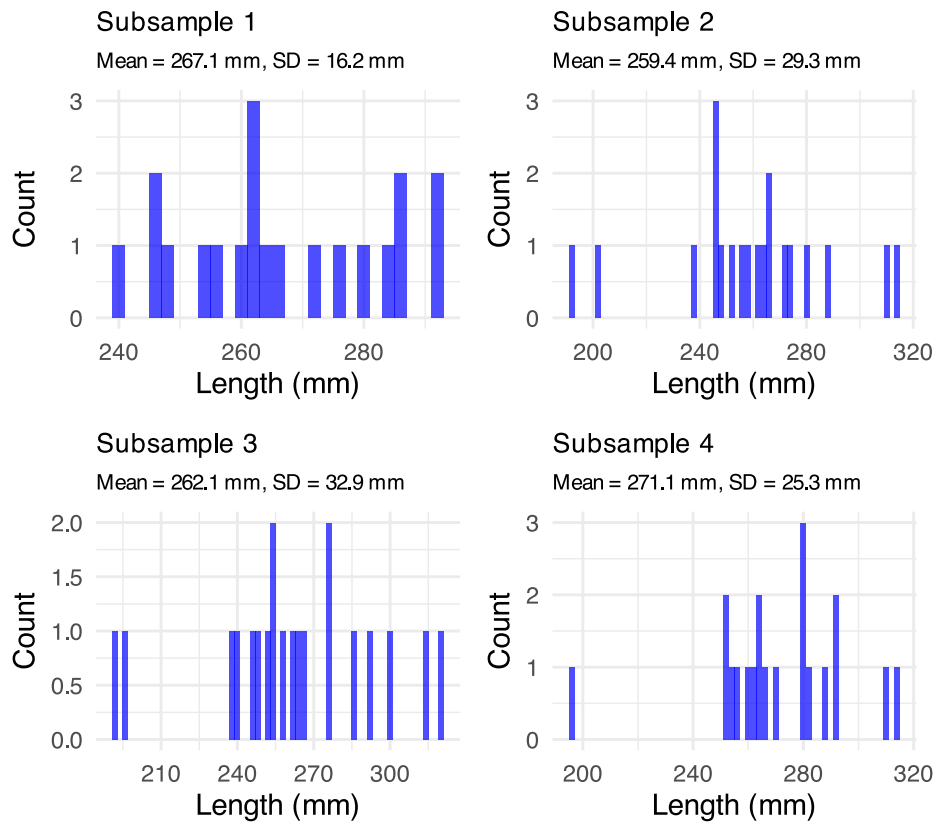 Subsample 1
Mean = 267.1 mm, SD = 16.2 mm
3
2
1
0
Count
240
260
280
Length (mm)
Subsample 2
Mean = 259.4 mm, SD = 29.3 mm
3
2
1
0
Count
200
240
280
320
Length (mm)
Subsample 3
Mean = 262.1 mm, SD = 32.9 mm
2.0
1.5
1.0
0.5
0.0
Count
210
240
270
300
Length (mm)
Subsample 4
Mean = 271.1 mm, SD = 25.3 mm
3
2
1
0
Count
200
240
280
320
Length (mm)